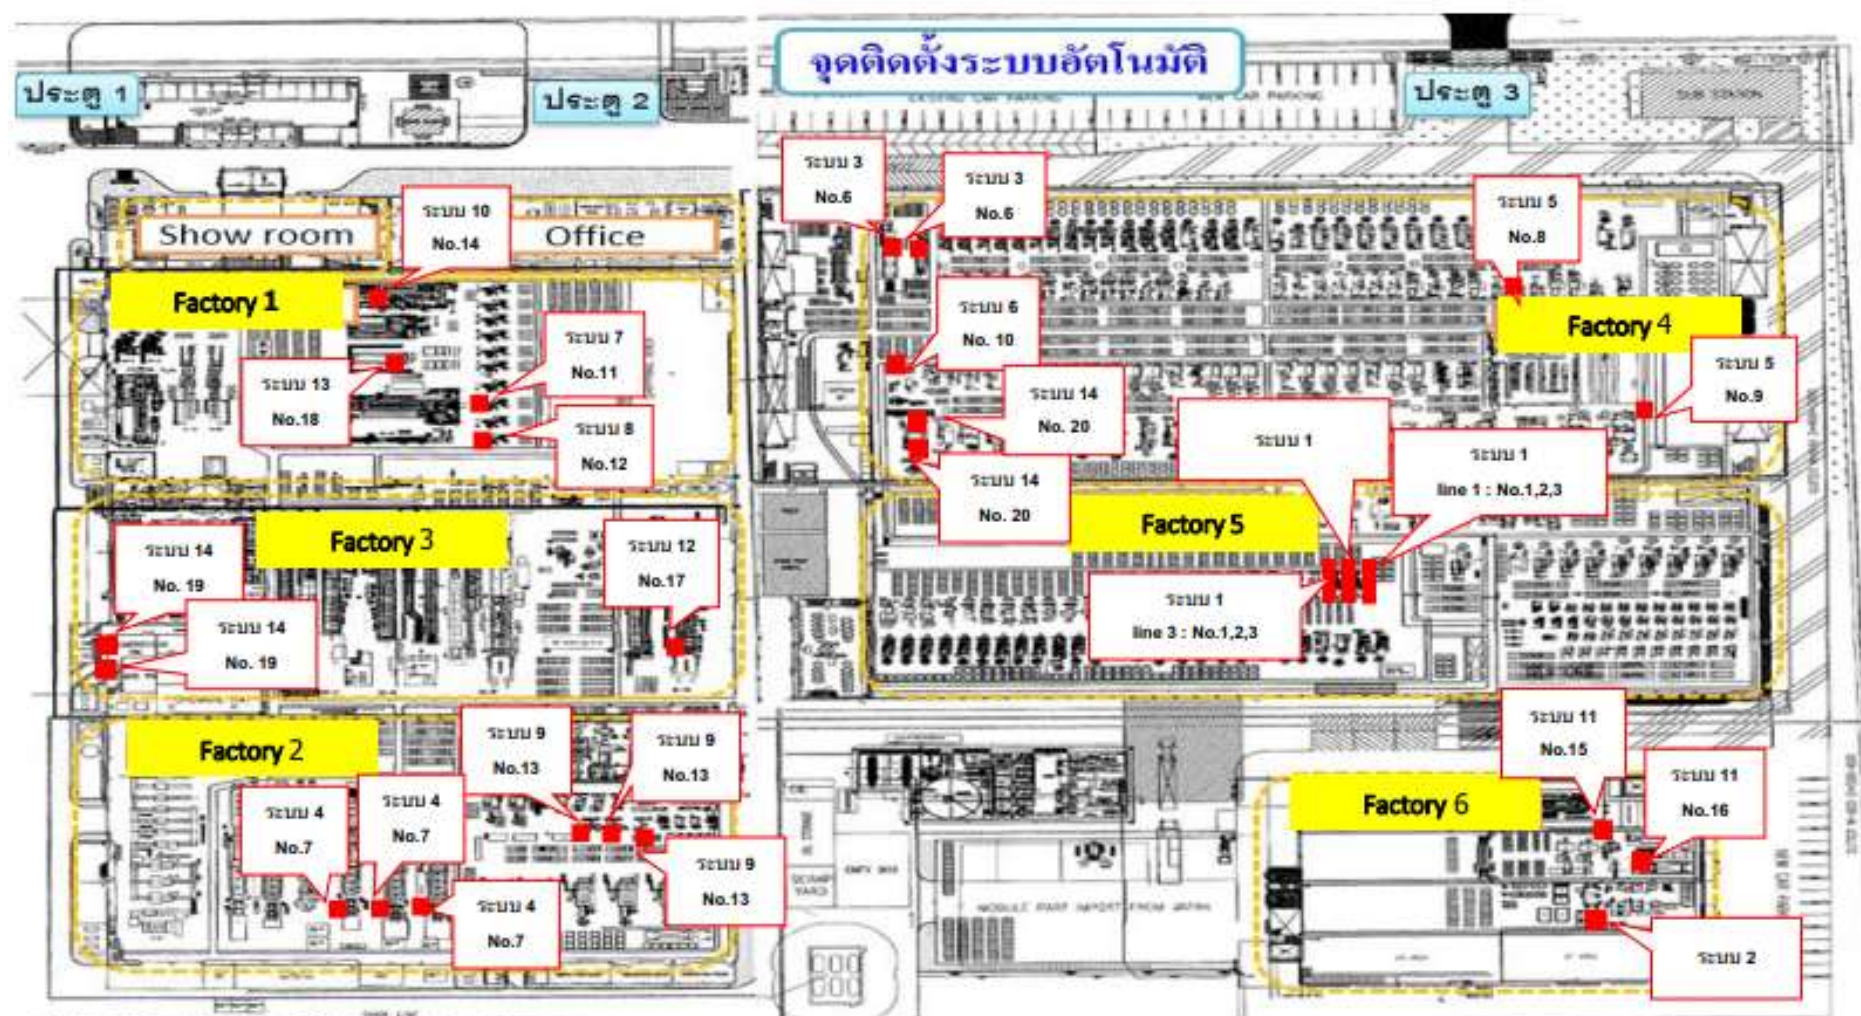 จุดติดตั้งระบบอัตโนมัติ
ประตู 1
ประตู 2
ประตู 3
SUB STATION
NEW CAR PARKING
ระบบ 3
No.6
ระบบ 3
No.6
ระบบ 5
No.8
ระบบ 10
No.14
Show room
Office
Factory 1
Factory 4
ระบบ 6
No. 10
ระบบ 7
No.11
ระบบ 13
No.18
ระบบ 8
No.12
ระบบ 5
No.9
ระบบ 14
No. 20
ระบบ 14
No. 20
ระบบ 1
ระบบ 1
line 1 : No.1,2,3
Factory 3
Factory 5
ระบบ 14
No. 19
ระบบ 14
No. 19
ระบบ 12
No.17
ระบบ 1
line 3 : No.1,2,3
Factory 2
ระบบ 9
No.13
ระบบ 9
No.13
ระบบ 11
No.15
ระบบ 4
No.7
ระบบ 4
No.7
Factory 6
ระบบ 11
No.16
ระบบ 9
No.13
ระบบ 4
No.7
SCRAP
YARD
MODULE PART IMPORT FROM JAPAN
ระบบ 2